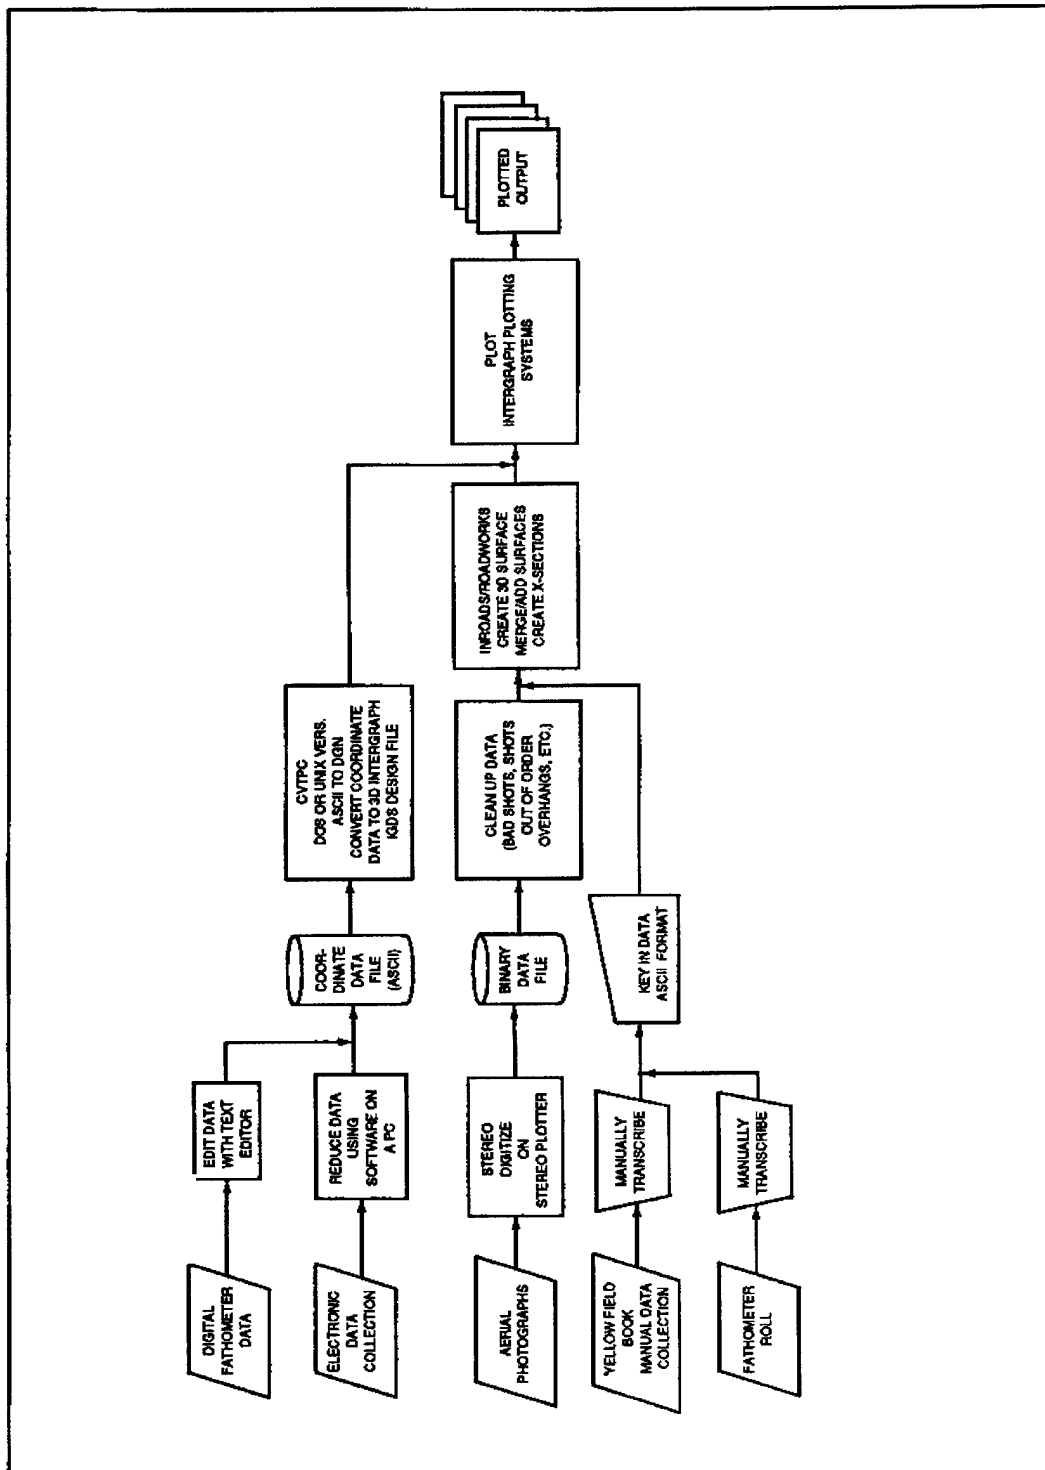 DIGITAL
FATHOMETER
DATA
EDIT DATA
WITH TEXT
EDITOR
ELECTRONIC
DATA
COLLECTION
REDUCE DATA
USING
SOFTWARE ON
A PC
COOR-
DINATE
DATA
FILE
(ASCII)
CVTPC
DOS OR UNIX VERS.
ASCII TO DGN
CONVERT COORDINATE
DATA TO 3D INTERGRAPH
IGDS DESIGN FILE
AERIAL
PHOTOGRAPHS
STEREO
DIGITIZE
ON
STEREO PLOTTER
BINARY
DATA
FILE
CLEAN UP DATA
(BAD SHOTS, SHOTS
OUT OF ORDER
OVERHANGS, ETC.)
INROADS/ROADWORKS
CREATE 3D SURFACE
MERGE/ADD SURFACES
CREATE X-SECTIONS
PLOT
INTERGRAPH PLOTTING
SYSTEMS
PLOTTED
OUTPUT
YELLOW FIELD
BOOK
MANUAL DATA
COLLECTION
MANUALLY
TRANSCRIBE
KEY IN DATA
ASCII FORMAT
FATHOMETER
ROLL
MANUALLY
TRANSCRIBE